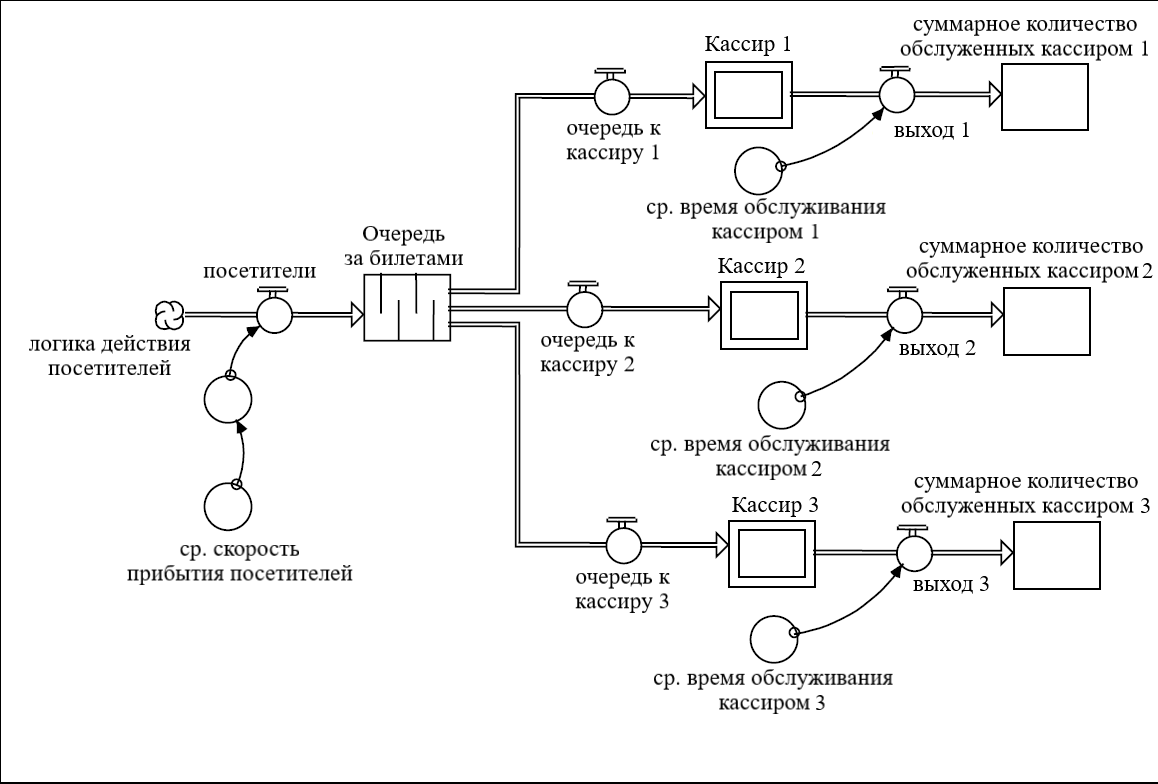 суммарное количество
обслуженных кассиром 1
Кассир 1
очередь к
кассиру 1
выход 1
ср. время обслуживания
кассиром 1
Очередь
за билетами
посетители
логика действия
посетителей
ср. скорость
прибытия посетителей
суммарное количество
обслуженных кассиром 2
Кассир 2
очередь к
кассиру 2
выход 2
ср. время обслуживания
кассиром 2
суммарное количество
обслуженных кассиром 3
Кассир 3
очередь к
кассиру 3
выход 3
ср. время обслуживания
кассиром 3